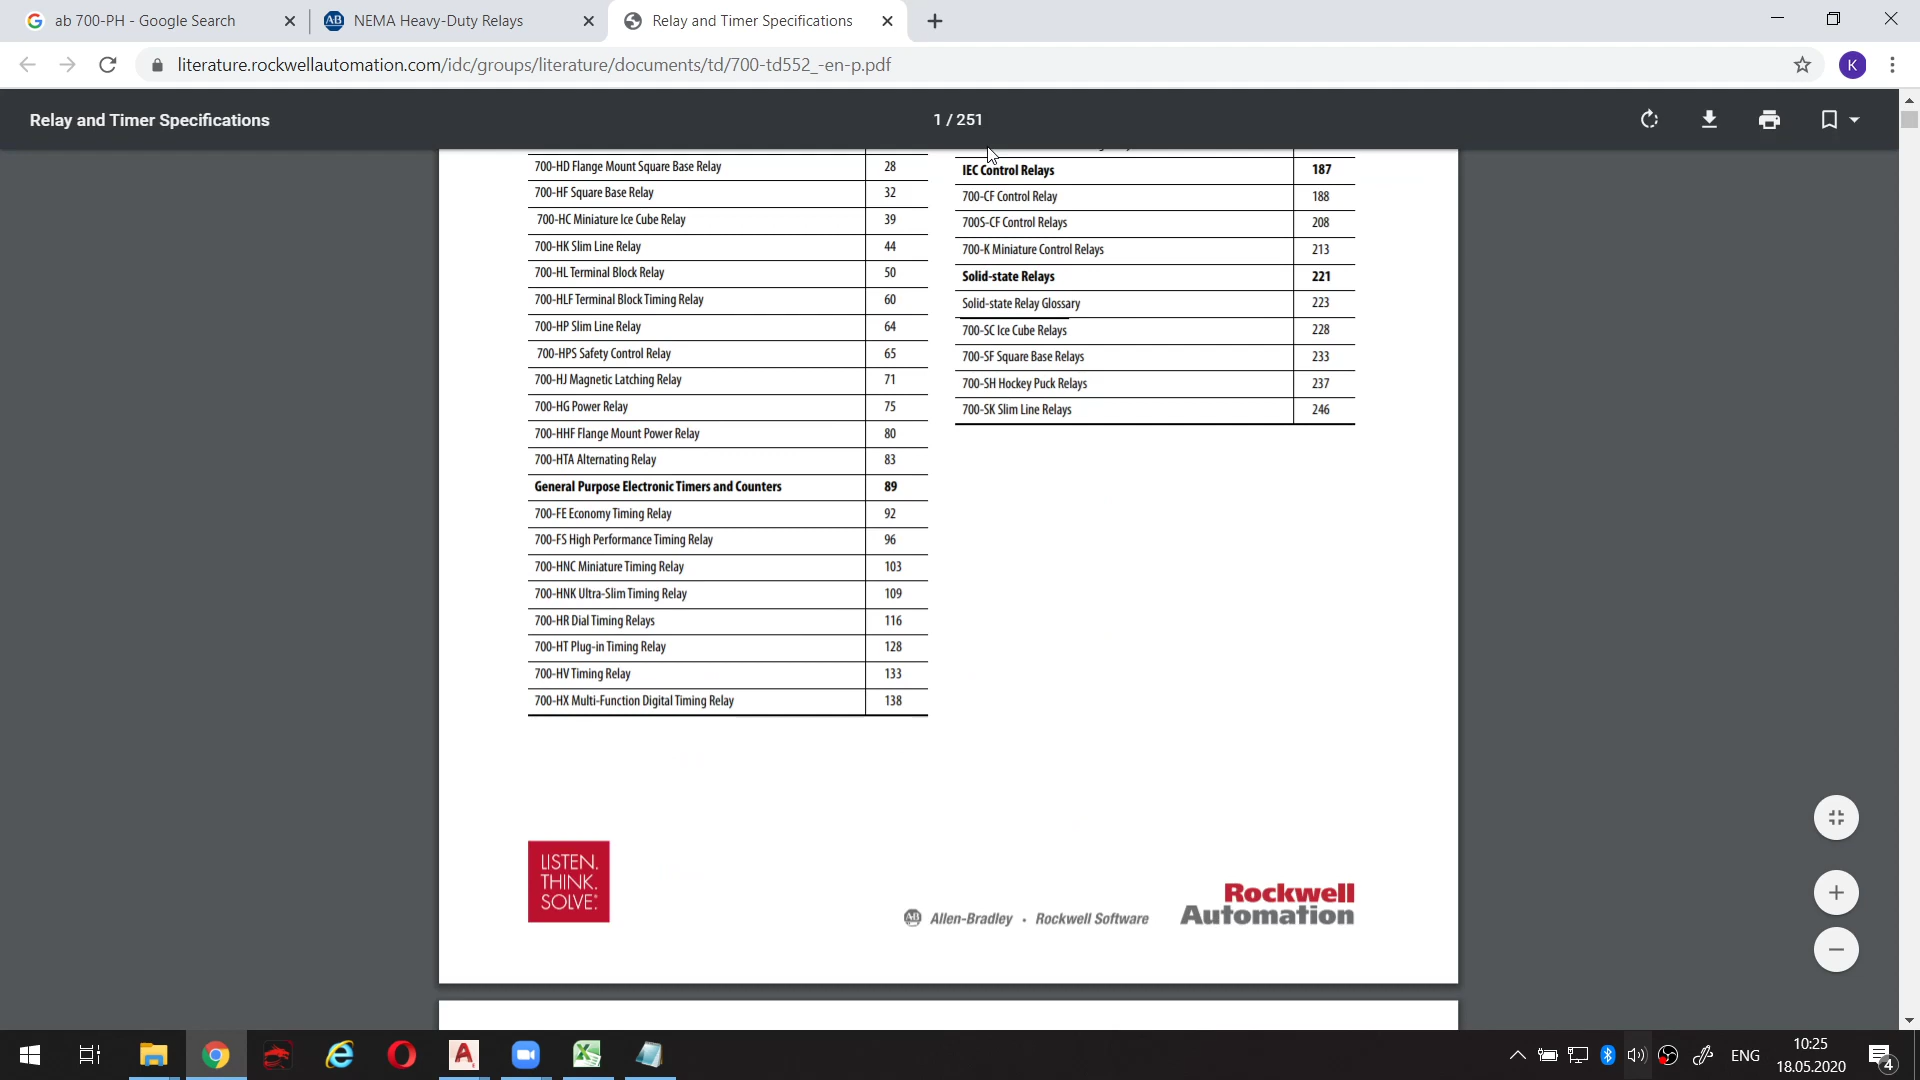 ab 700-PH - Google Search
NEMA Heavy-Duty Relays
Relay and Timer Specifications
literature.rockwellautomation.com/idc/groups/literature/documents/td/700-td552_-en-p.pdf
K
Relay and Timer Specifications
1 / 251
700-HD Flange Mount Square Base Relay 28
700-HF Square Base Relay 32
700-HC Miniature Ice Cube Relay 39
700-HK Slim Line Relay 44
700-HL Terminal Block Relay 50
700-HLF Terminal Block Timing Relay 60
700-HP Slim Line Relay 64
700-HPS Safety Control Relay 65
700-HJ Magnetic Latching Relay 71
700-HG Power Relay 75
700-HHF Flange Mount Power Relay 80
700-HTA Alternating Relay 83
General Purpose Electronic Timers and Counters 89
700-FE Economy Timing Relay 92
700-FS High Performance Timing Relay 96
700-HNC Miniature Timing Relay 103
700-HNK Ultra-Slim Timing Relay 109
700-HR Dial Timing Relays 116
700-HT Plug-in Timing Relay 128
700-HV Timing Relay 133
700-HX Multi-Function Digital Timing Relay 138
IEC Control Relays 187
700-CF Control Relay 188
700S-CF Control Relays 208
700-K Miniature Control Relays 213
Solid-state Relays 221
Solid-state Relay Glossary 223
700-SC Ice Cube Relays 228
700-SF Square Base Relays 233
700-SH Hockey Puck Relays 237
700-SK Slim Line Relays 246
LISTEN.
THINK.
SOLVE.®
AB Allen-Bradley • Rockwell Software
Rockwell
Automation
ENG
10:25
18.05.2020
4